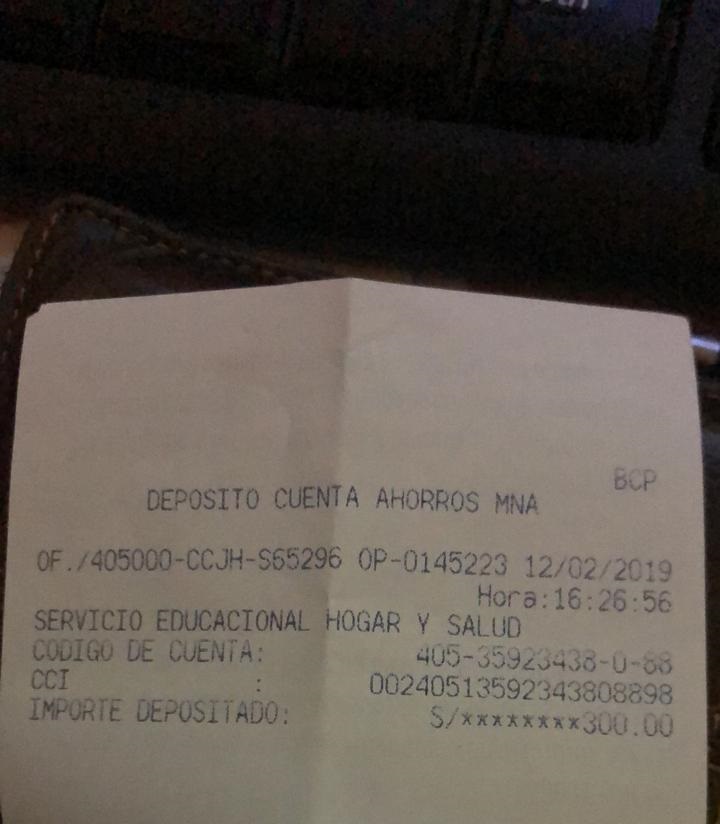 BCP
DEPOSITO CUENTA AHORROS MNA
OF./405000-CCJH-S65296 OP-0145223 12/02/2019
Hora:16:26:56
SERVICIO EDUCACIONAL HOGAR Y SALUD
CODIGO DE CUENTA: 405-35923438-0-88
CCI : 00240513592343808898
IMPORTE DEPOSITADO: S/********300.00